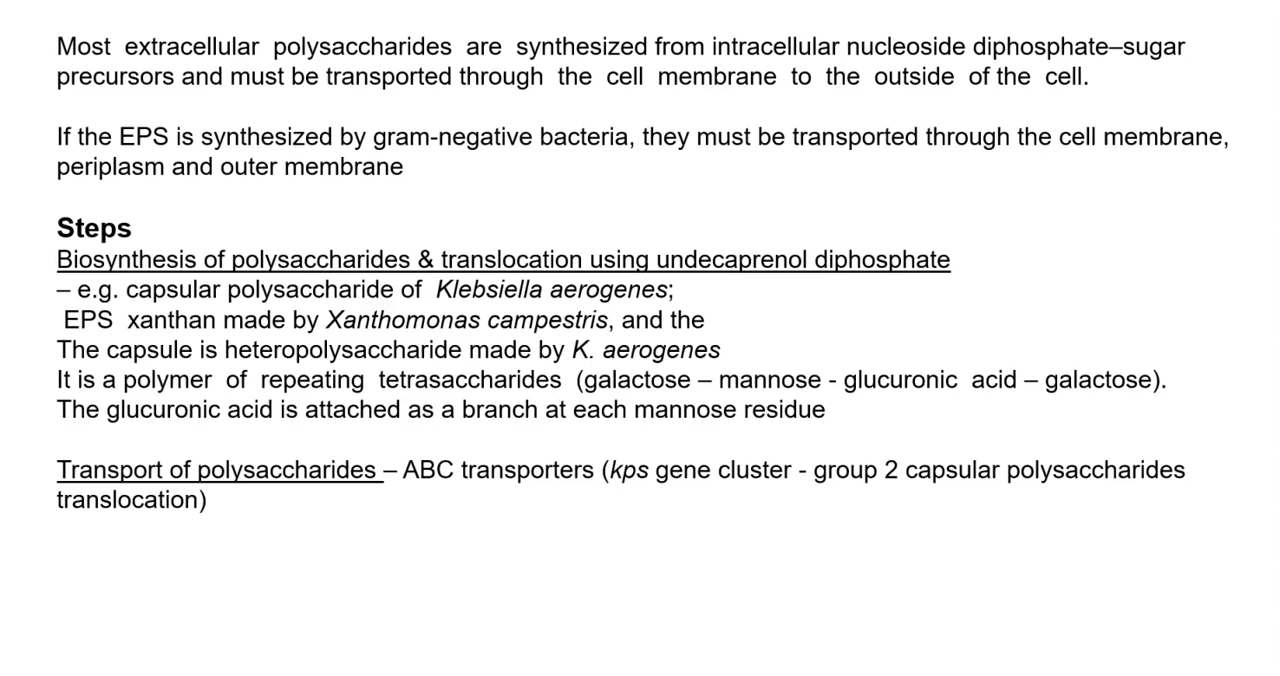 Most extracellular polysaccharides are synthesized from intracellular nucleoside diphosphate–sugar
precursors and must be transported through the cell membrane to the outside of the cell.
If the EPS is synthesized by gram-negative bacteria, they must be transported through the cell membrane,
periplasm and outer membrane
Steps
Biosynthesis of polysaccharides & translocation using undecaprenol diphosphate
– e.g. capsular polysaccharide of Klebsiella aerogenes;
EPS xanthan made by Xanthomonas campestris, and the
The capsule is heteropolysaccharide made by K. aerogenes
It is a polymer of repeating tetrasaccharides (galactose – mannose - glucuronic acid – galactose).
The glucuronic acid is attached as a branch at each mannose residue
Transport of polysaccharides – ABC transporters (kps gene cluster - group 2 capsular polysaccharides
translocation)